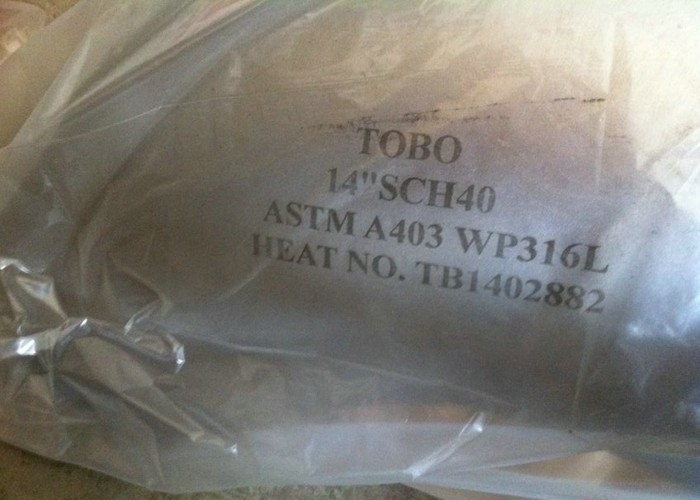 TOBO
14"SCH40
ASTM A403 WP316L
HEAT NO. TB1402882